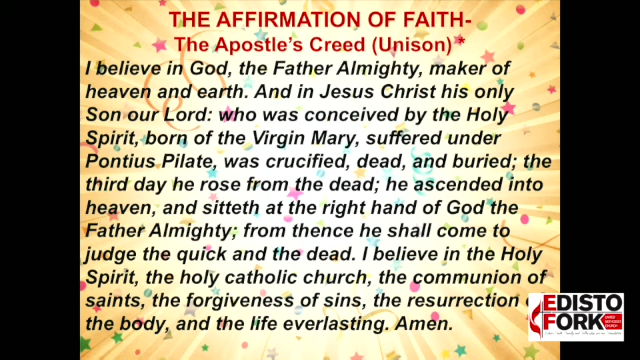 THE AFFIRMATION OF FAITH-
The Apostle's Creed (Unison) *
I believe in God, the Father Almighty, maker of
heaven and earth. And in Jesus Christ his only
Son our Lord: who was conceived by the Holy
Spirit, born of the Virgin Mary, suffered under
Pontius Pilate, was crucified, dead, and buried; the
third day he rose from the dead; he ascended into
heaven, and sitteth at the right hand of God the
Father Almighty; from thence he shall come to
judge the quick and the dead. I believe in the Holy
Spirit, the holy catholic church, the communion of
saints, the forgiveness of sins, the resurrection
the body, and the life everlasting. Amen.
EDISTO
FORK
UNITED METHODIST
CHURCH